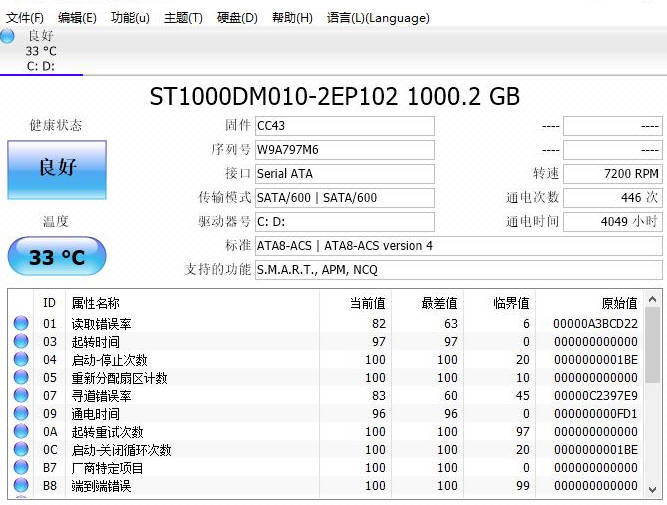 文件(F) 编辑(E) 功能(u) 主题(T) 硬盘(D) 帮助(H) 语言(L)(Language)
良好
33 °C
C: D:
ST1000DM010-2EP102 1000.2 GB
健康状态
良好
温度
33 °C
固件 CC43 ---- ----
序列号 W9A797M6 ---- ----
接口 Serial ATA 转速 7200 RPM
传输模式 SATA/600 | SATA/600 通电次数 446 次
驱动器号 C: D: 通电时间 4049 小时
标准 ATA8-ACS | ATA8-ACS version 4
支持的功能 S.M.A.R.T., APM, NCQ
ID 属性名称 当前值 最差值 临界值 原始值
01 读取错误率 82 63 6 00000A3BCD22
03 起转时间 97 97 0 000000000000
04 启动-停止次数 100 100 20 0000000001BE
05 重新分配扇区计数 100 100 10 000000000000
07 寻道错误率 83 60 45 00000C2397E9
09 通电时间 96 96 0 000000000FD1
0A 起转重试次数 100 100 97 000000000000
0C 启动-关闭循环次数 100 100 20 0000000001BE
B7 厂商特定项目 100 100 0 000000000000
B8 端到端错误 100 100 99 000000000000